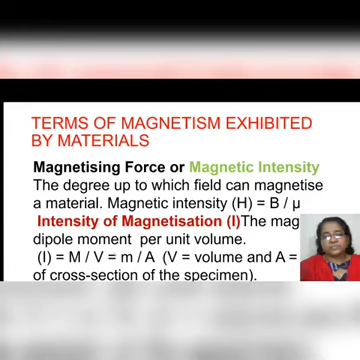 TERMS OF MAGNETISM EXHIBITED
BY MATERIALS
Magnetising Force or Magnetic Intensity
The degree up to which field can magnetise
a material. Magnetic intensity (H) = B / μ
Intensity of Magnetisation (I)The
dipole moment per unit volume.
(I) = M / V = m / A (V = volume and A =
of cross-section of the specimen).